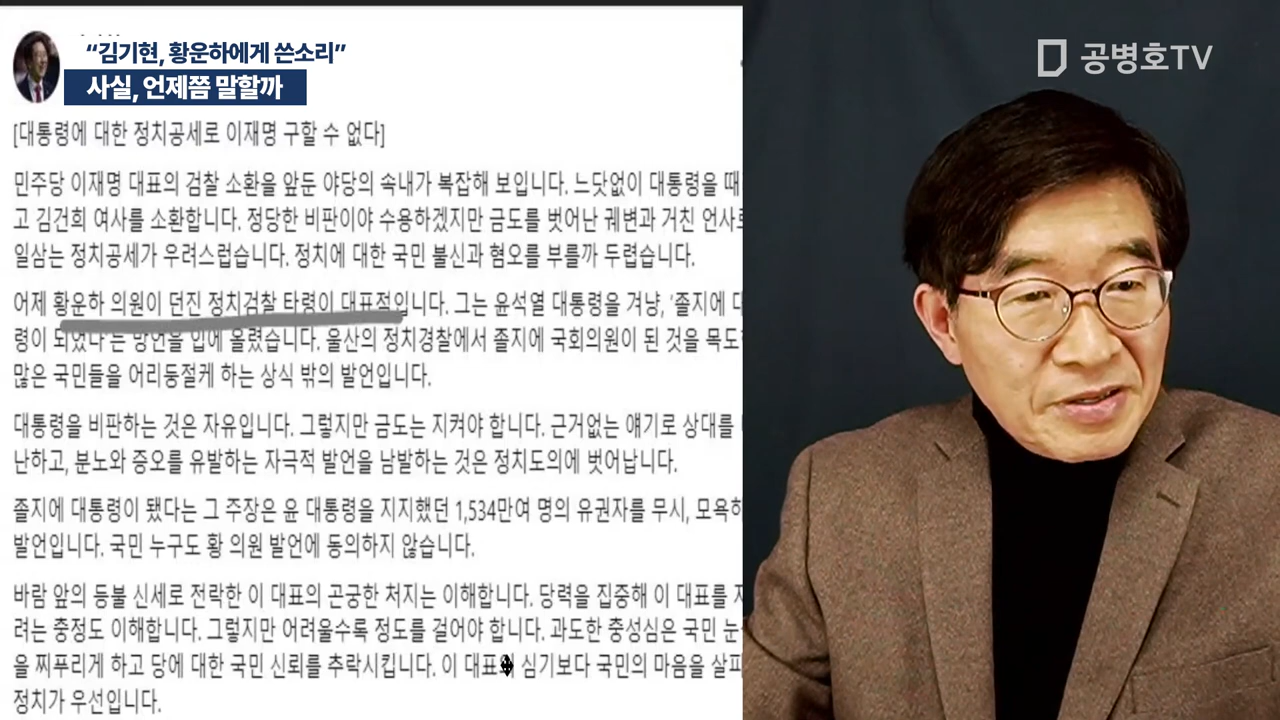 “김기현, 황운하에게 쓴소리”
사실, 언제쯤 말할까
공병호TV
[대통령에 대한 정치공세로 이재명 구할 수 없다]
민주당 이재명 대표의 검찰 소환을 앞둔 야당의 속내가 복잡해 보입니다. 느닷없이 대통령을 때
고 김건희 여사를 소환합니다. 정당한 비판이야 수용하겠지만 금도를 벗어난 궤변과 거친 언사로
일삼는 정치공세가 우려스럽습니다. 정치에 대한 국민 불신과 혐오를 부를까 두렵습니다.
어제 황운하 의원이 던진 정치검찰 타령이 대표적입니다. 그는 윤석열 대통령을 겨냥, '졸지에 대
령이 되었다'는 망언을 입에 올렸습니다. 울산의 정치경찰에서 졸지에 국회의원이 된 것을 목도한
많은 국민들을 어리둥절케 하는 상식 밖의 발언입니다.
대통령을 비판하는 것은 자유입니다. 그렇지만 금도는 지켜야 합니다. 근거없는 얘기로 상대를
난하고, 분노와 증오를 유발하는 자극적 발언을 남발하는 것은 정치도의에 벗어납니다.
졸지에 대통령이 됐다는 그 주장은 윤 대통령을 지지했던 1,534만여 명의 유권자를 무시, 모욕하
발언입니다. 국민 누구도 황 의원 발언에 동의하지 않습니다.
바람 앞의 등불 신세로 전락한 이 대표의 곤궁한 처지는 이해합니다. 당력을 집중해 이 대표를 지
려는 충정도 이해합니다. 그렇지만 어려울수록 정도를 걸어야 합니다. 과도한 충성심은 국민 눈
을 찌푸리게 하고 당에 대한 국민 신뢰를 추락시킵니다. 이 대표의 심기보다 국민의 마음을 살피
정치가 우선입니다.